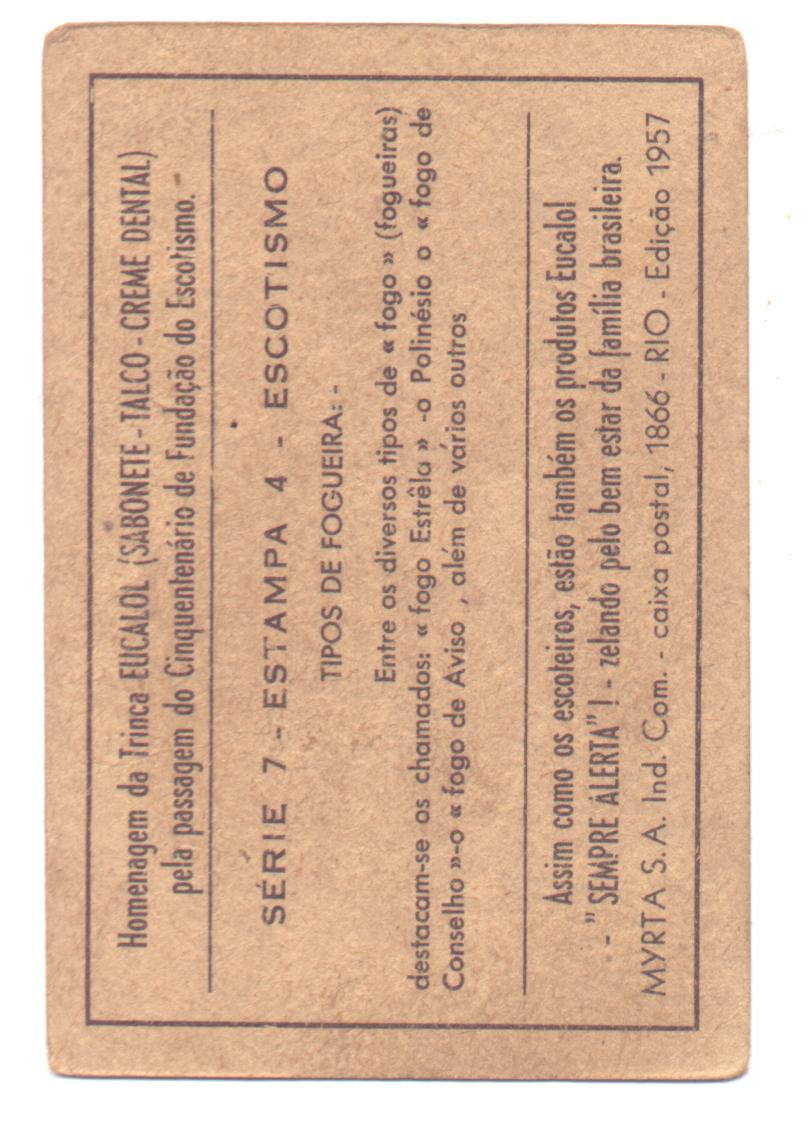 Homenagem da Trinca EUCALOL (SABONETE - TALCO - CREME DENTAL)
pela passagem do Cinquentenário de Fundação do Escotismo. -
SÉRIE 7 - ESTAMPA 4 - ESCOTISMO
TIPOS DE FOGUEIRA: -
Entre os diversos tipos de « fogo » (fogueiras)
destacam-se os chamados: « fogo Estrêla » -o Polinésio o « fogo de
Conselho »-o « fogo de Aviso , além de vários outros
Assim como os escoteiros, estão também os produtos Eucalol
- - " SEMPRE ALERTA" ! - zelando pelo bem estar da família brasileira.
MYRTA S. A. Ind. Com. - caixa postal, 1866 - RIO - Edição 1957